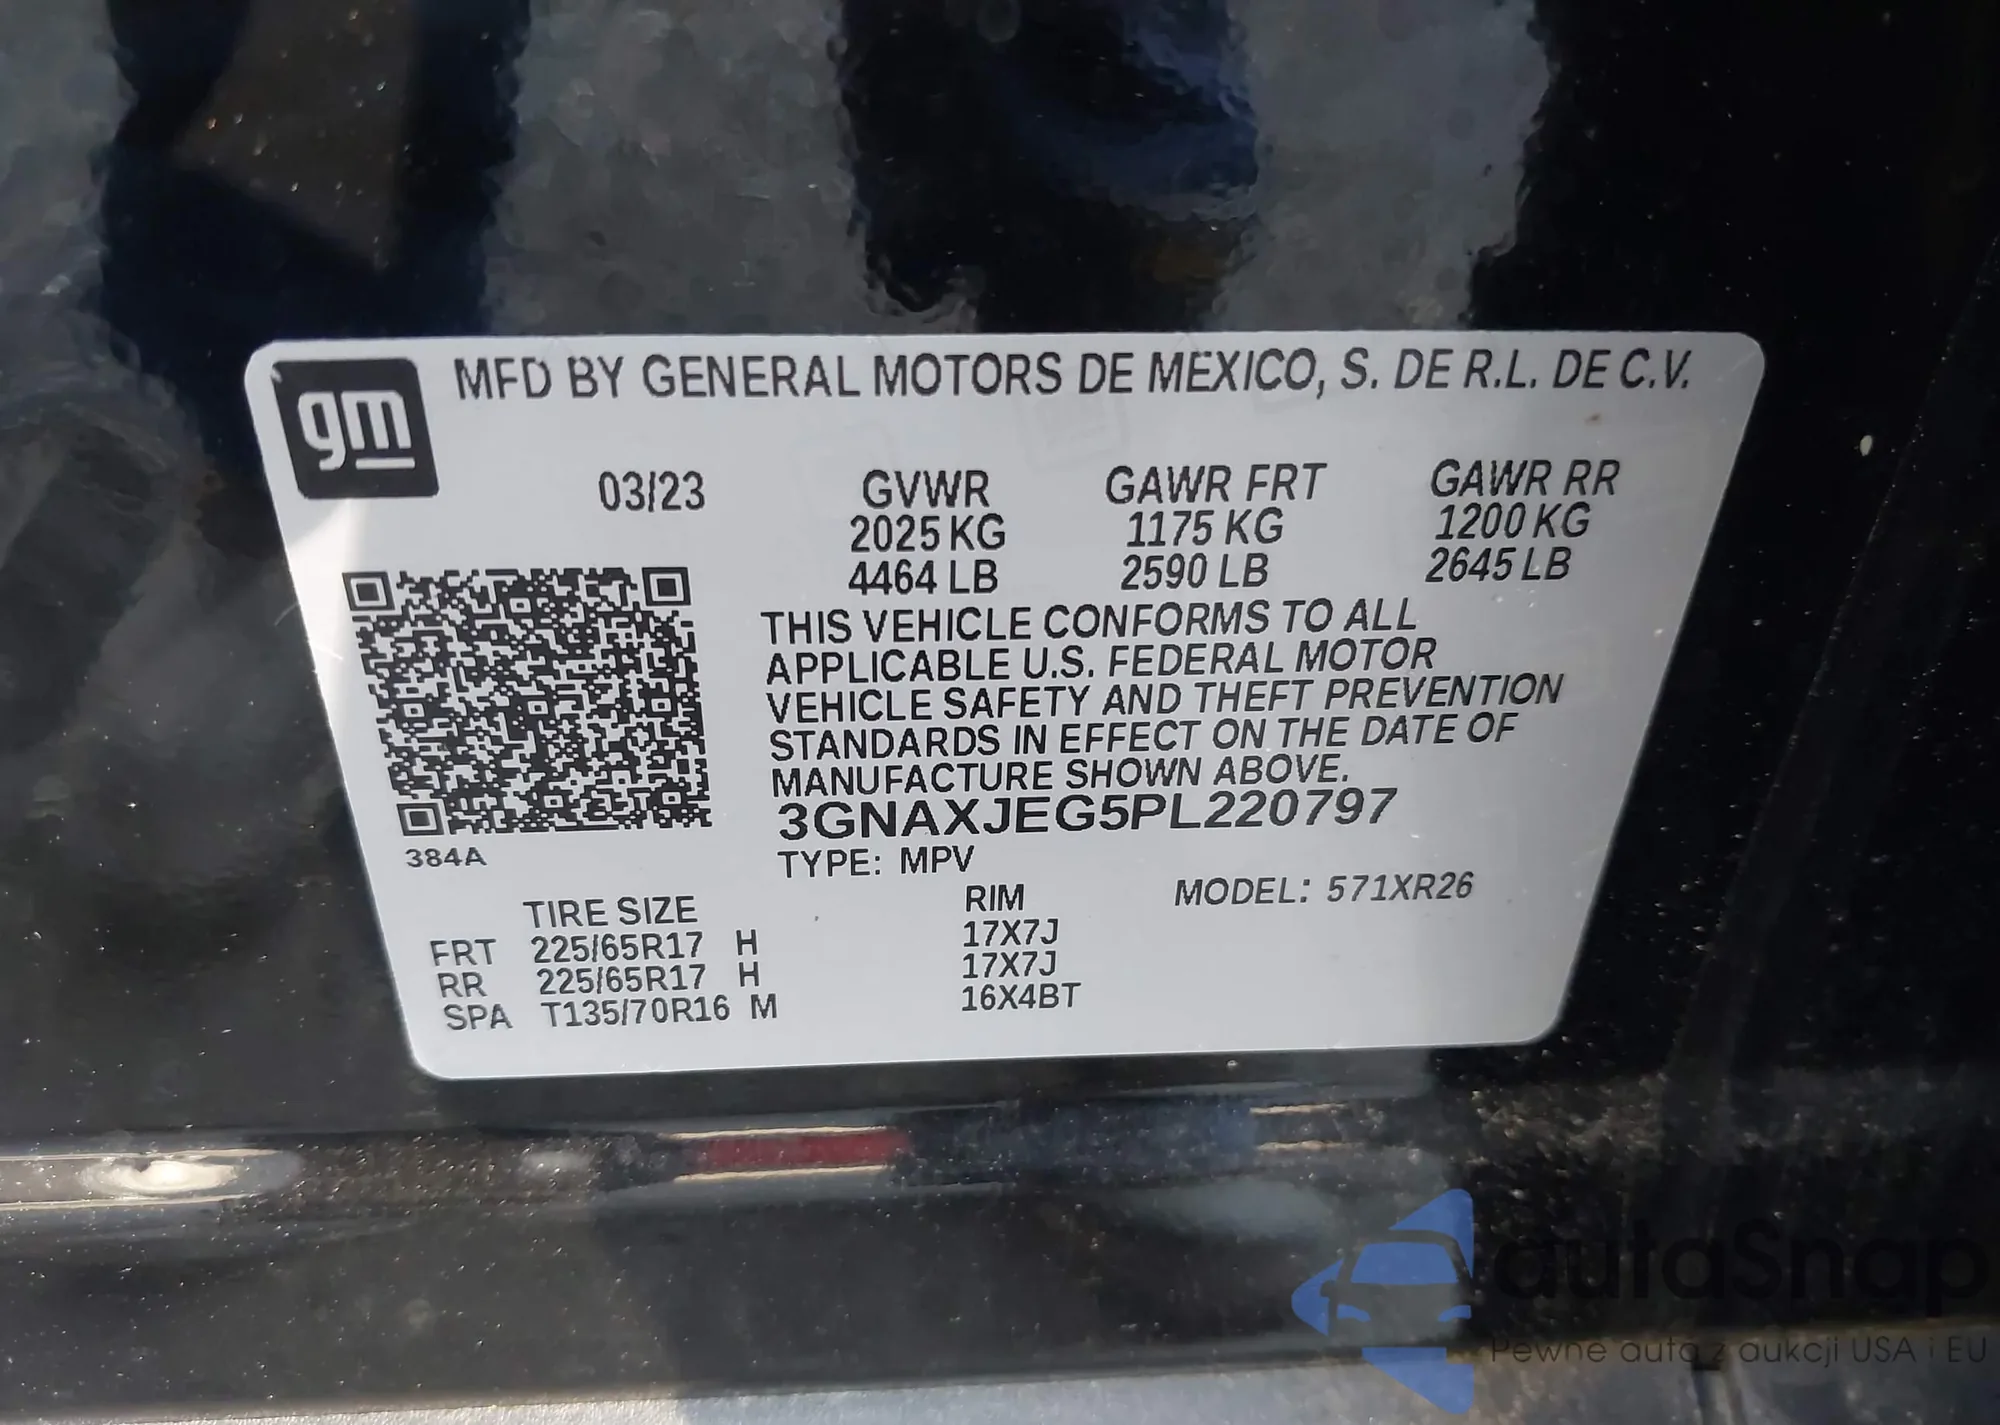 gm
MFD BY GENERAL MOTORS DE MEXICO, S. DE R.L. DE C.V.
03/23 GVWR GAWR FRT GAWR RR
2025 KG 1175 KG 1200 KG
4464 LB 2590 LB 2645 LB
THIS VEHICLE CONFORMS TO ALL
APPLICABLE U.S. FEDERAL MOTOR
VEHICLE SAFETY AND THEFT PREVENTION
STANDARDS IN EFFECT ON THE DATE OF
MANUFACTURE SHOWN ABOVE.
3GNAXJEG5PL220797
384A
TYPE: MPV
MODEL: 571XR26
TIRE SIZE RIM
FRT 225/65R17 H 17X7J
RR 225/65R17 H 17X7J
SPA T135/70R16 M 16X4BT
autaSnap
Pewne auta z aukcji USA i EU